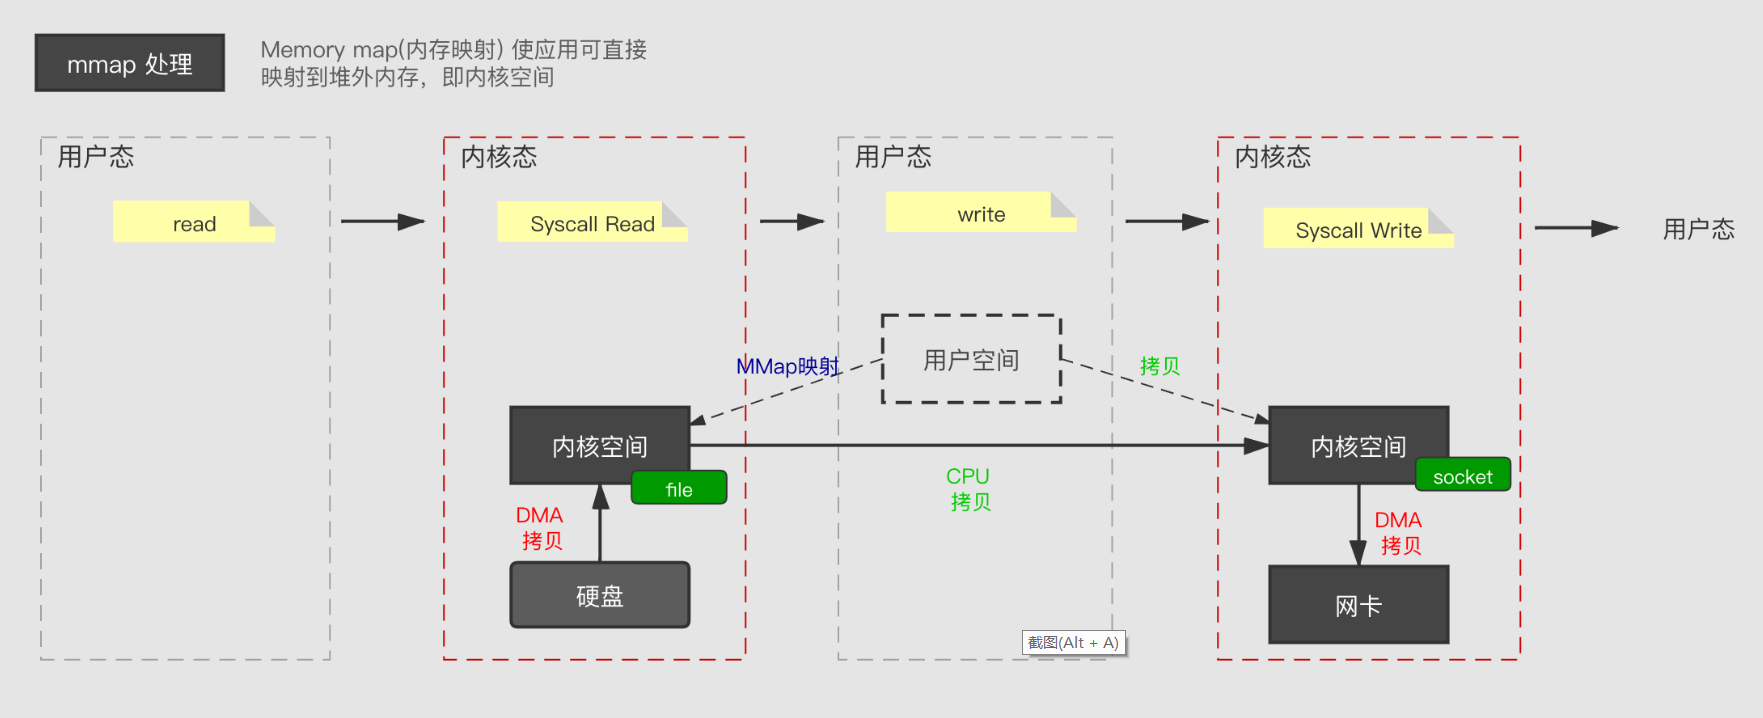 mmap 处理
Memory map(内存映射) 使应用可直接
映射到堆外内存，即内核空间
用户态
内核态
用户态
内核态
read
Syscall Read
write
Syscall Write
用户态
MMap映射
用户空间
拷贝
内核空间
file
内核空间
socket
CPU
拷贝
DMA
拷贝
DMA
拷贝
硬盘
网卡
截图(Alt + A)